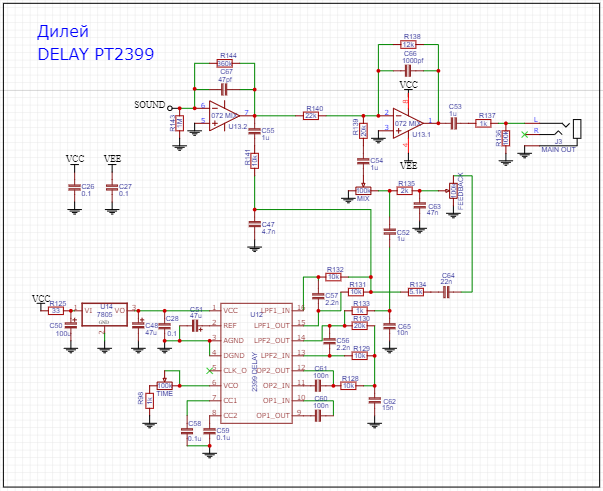 Дилей
DELAY PT2399
R138
12k
R144
C67
47pf
C66
1000pf
VCC
8
SOUND
6
7
5
072 MIX
U13.2
R143
1M
R140
22k
2
1
3
072 MIX
U13.1
4
VEE
C53
1u
R137
1k
R136
100k
L
R
J3
MAIN OUT
C55
1u
R141
10k
R139
C54
1u
VCC
VEE
C26
0.1
C27
0.1
100k
MIX
R135
2k
C63
47n
FEEDBACK
C47
4.7n
C52
1u
R132
10k
R131
10k
R134
5.1k
C64
22n
C57
2.2n
R133
1k
R130
20k
C65
10n
VCC
R125
33
U14
7805
VI
VO
1
3
2
C50
100u
C48
47u
C28
0.1
C51
47u
U12
2399 DELAY
VCC
REF
AGND
DGND
CLK_O
VCO
CC1
CC2
LPF1_IN
LPF1_OUT
LPF2_OUT
LPF2_IN
OP2_OUT
OP2_IN
OP1_IN
OP1_OUT
1
2
3
4
5
6
7
8
16
15
14
13
12
11
10
9
C56
2.2n
R129
10k
C61
100n
R128
10k
C60
100n
C62
15n
R98
1k
100k
TIME
C58
0.1u
C59
0.1u